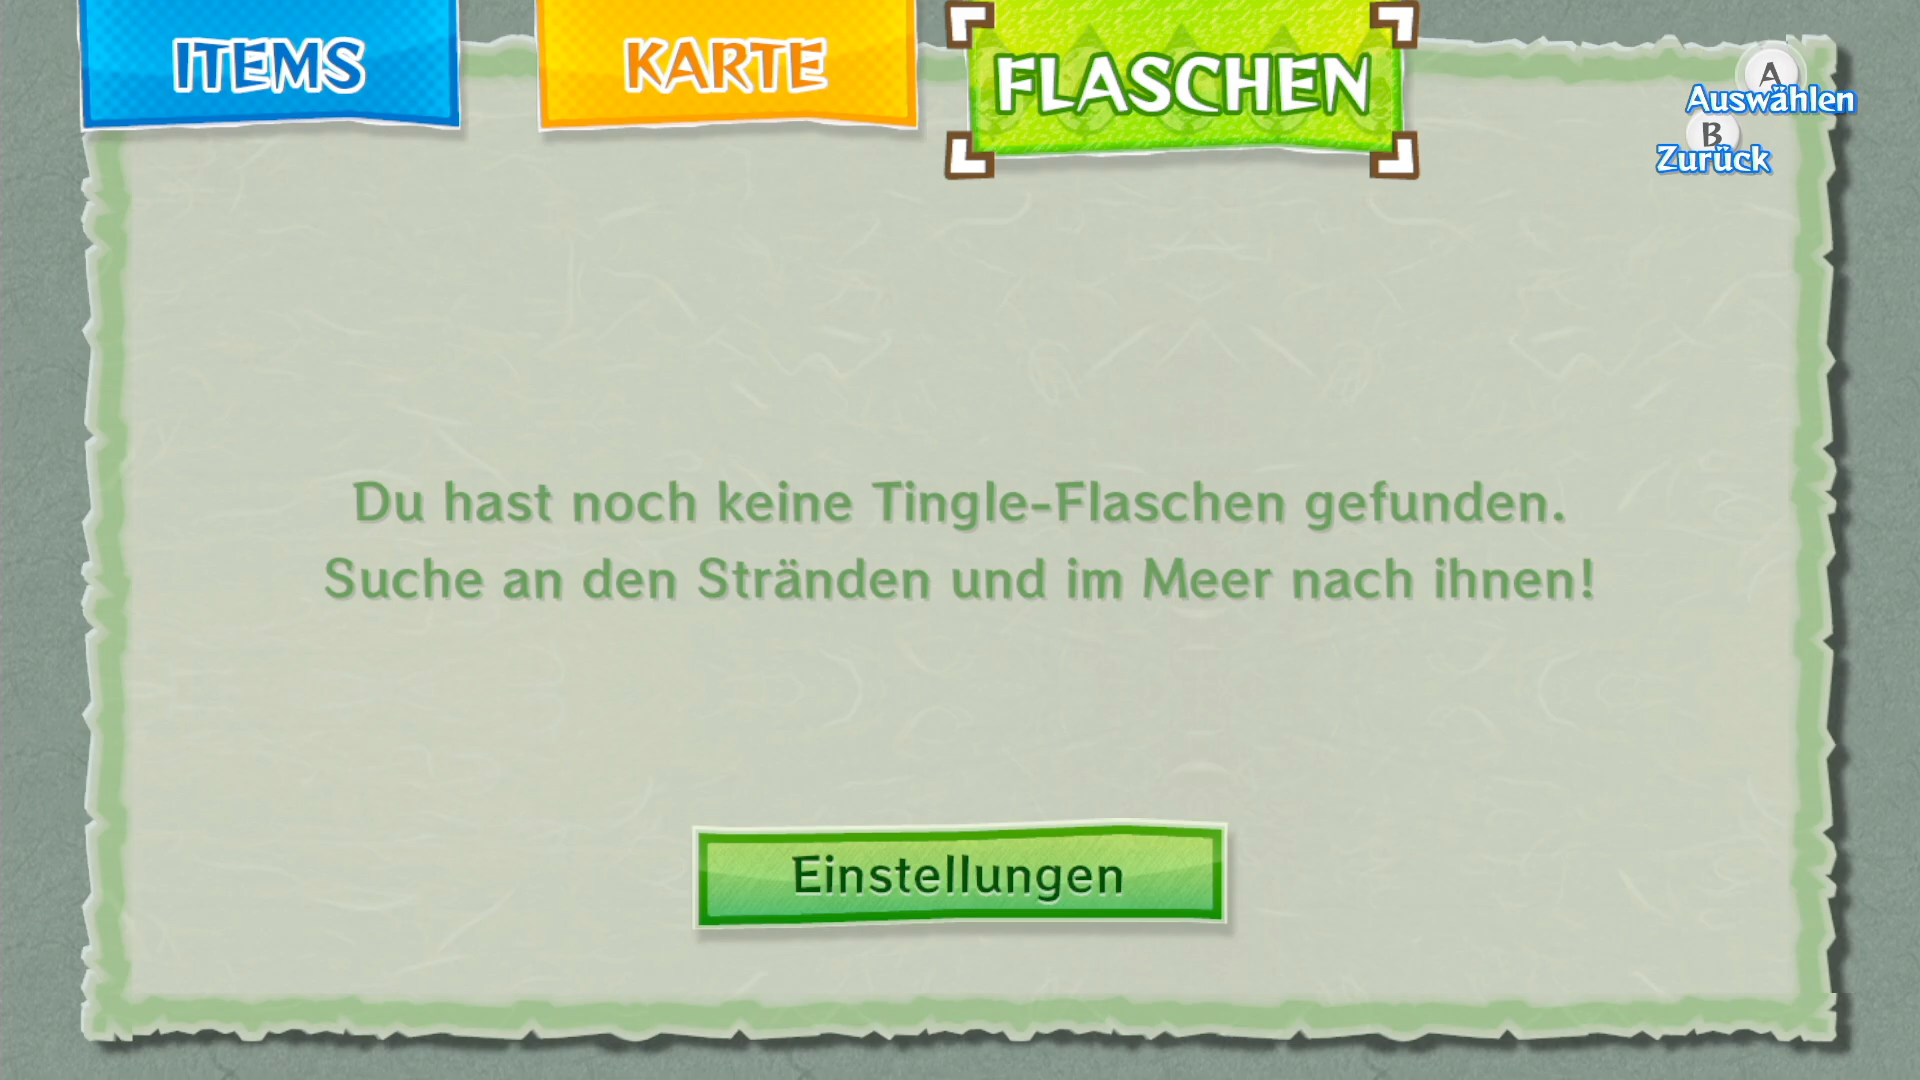 ITEMS
KARTE
FLASCHEN
A
Auswählen
B
Zurück
Du hast noch keine Tingle-Flaschen gefunden.
Suche an den Stränden und im Meer nach ihnen!
Einstellungen